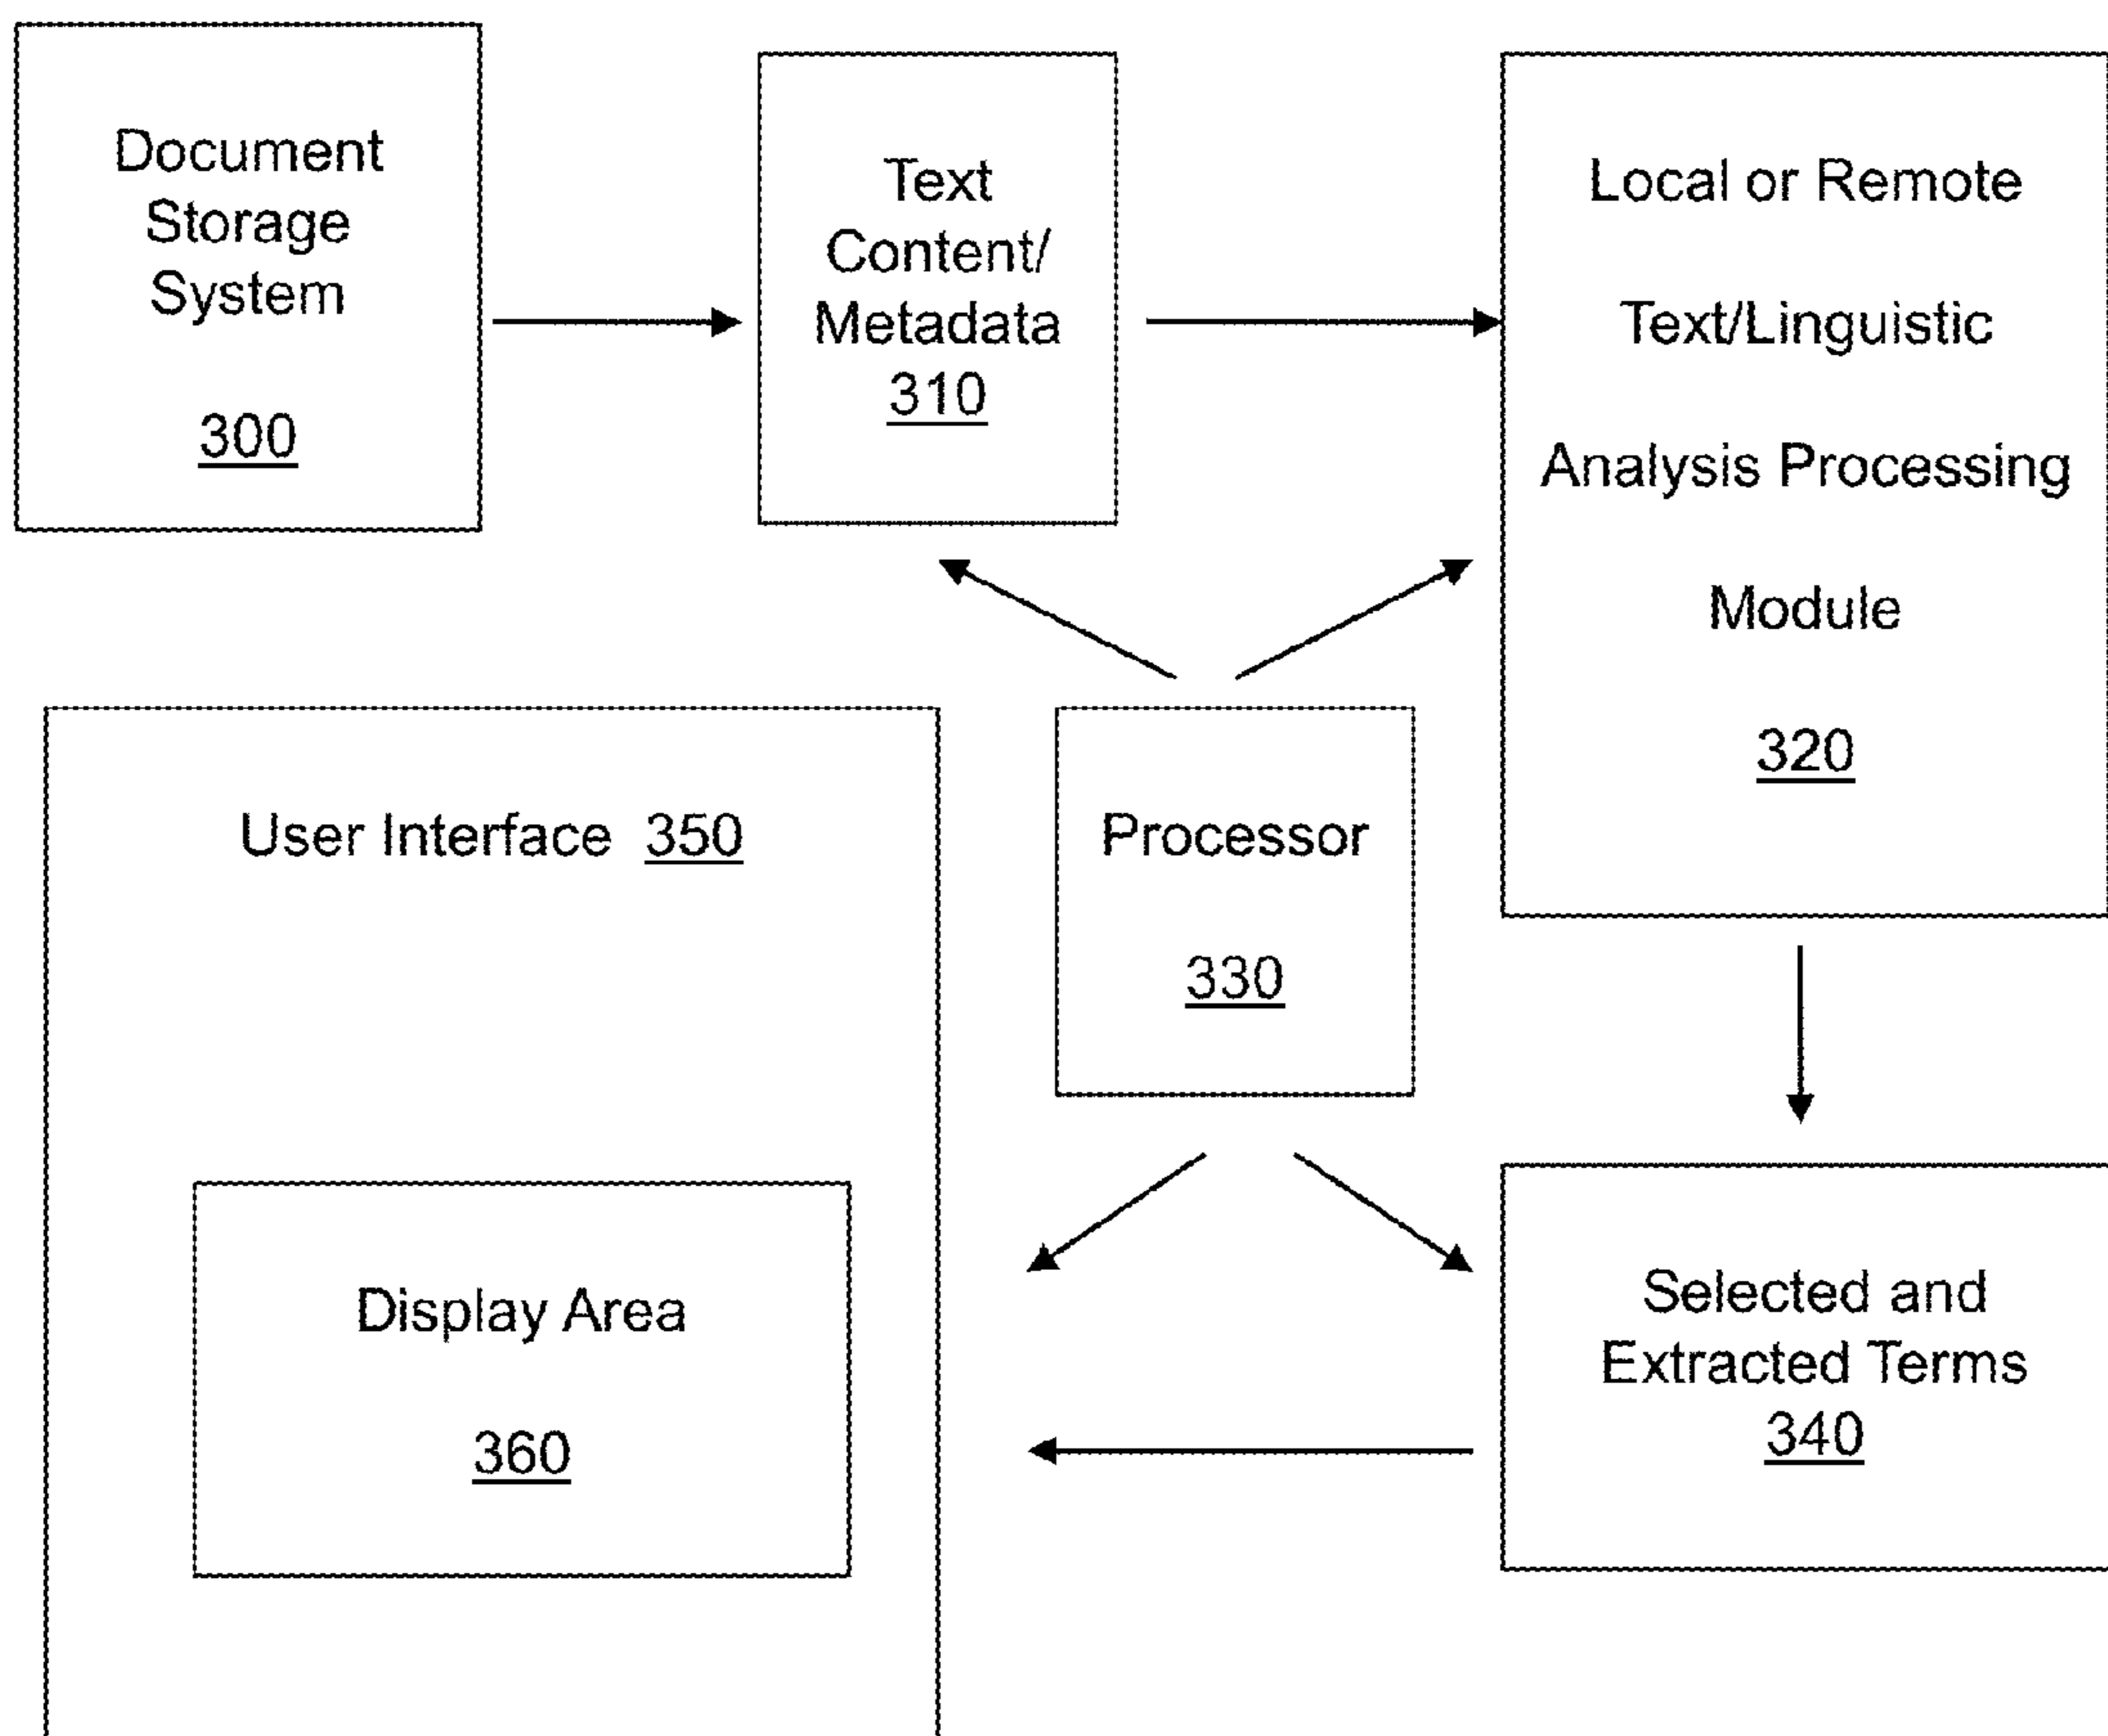 Document
Storage
System
300
Text
Content/
Metadata
310
Local or Remote
Text/Linguistic
Analysis Processing
Module
320
User Interface 350
Processor
330
Display Area
360
Selected and
Extracted Terms
340